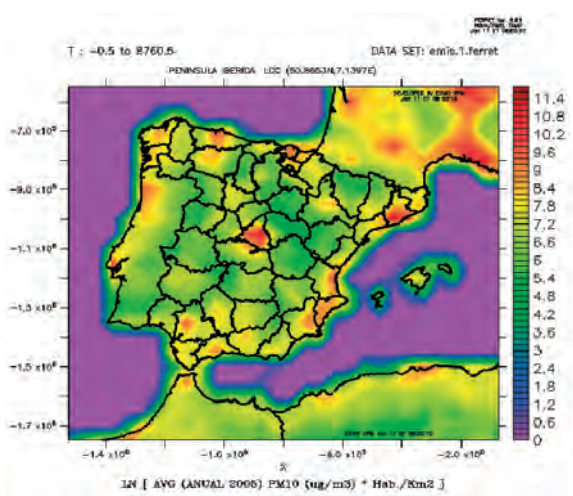 T : -0.5 to 8760.5
DATA SET: emis.1.ferret
PENINSULA IBERICA LCC (50.8663N,7.1397E)
-7.0 x10⁵
-9.0 x10⁵
-1.1 x10⁶
-1.3 x10⁶
-1.5 x10⁶
-1.7 x10⁶
11.4
10.8
10.2
9.6
9
8.4
7.8
7.2
6.6
6
5.4
4.8
4.2
3.6
3
2.4
1.8
1.2
0.6
0
-1.4 x10⁶
-1.0 x10⁶
-6.0 x10⁵
-2.0 x10⁵
X
LN [ AVG (ANUAL 2005) PM10 (ug/m3) * Hab./Km2 ]